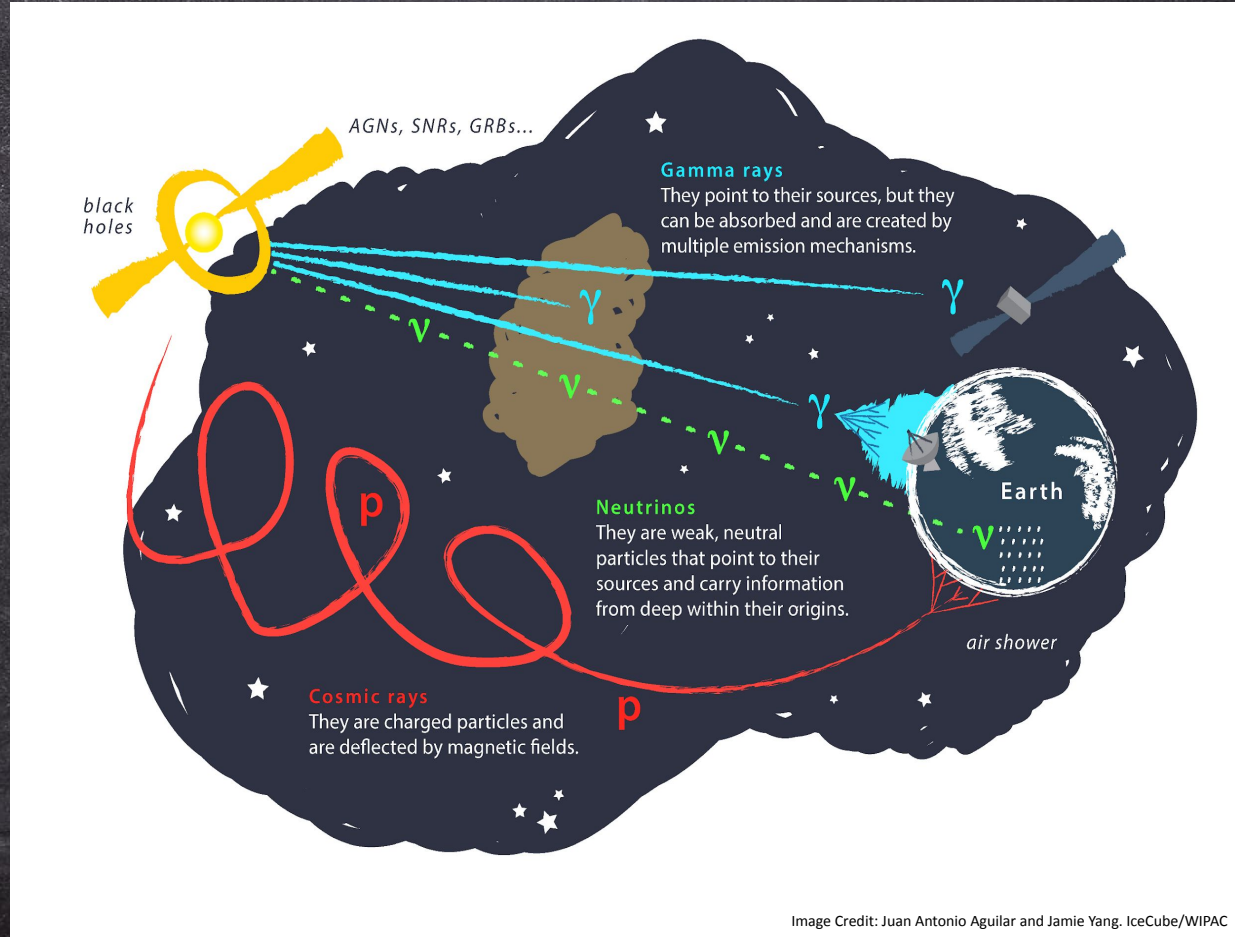 AGNs, SNRs, GRBs...
black
holes
Gamma rays
They point to their sources, but they
can be absorbed and are created by
multiple emission mechanisms.
γ
γ
γ
ν
ν
ν
ν
ν
Earth
p
Neutrinos
They are weak, neutral
particles that point to their
sources and carry information
from deep within their origins.
air shower
Cosmic rays
They are charged particles and
are deflected by magnetic fields.
p
Image Credit: Juan Antonio Aguilar and Jamie Yang. IceCube/WIPAC